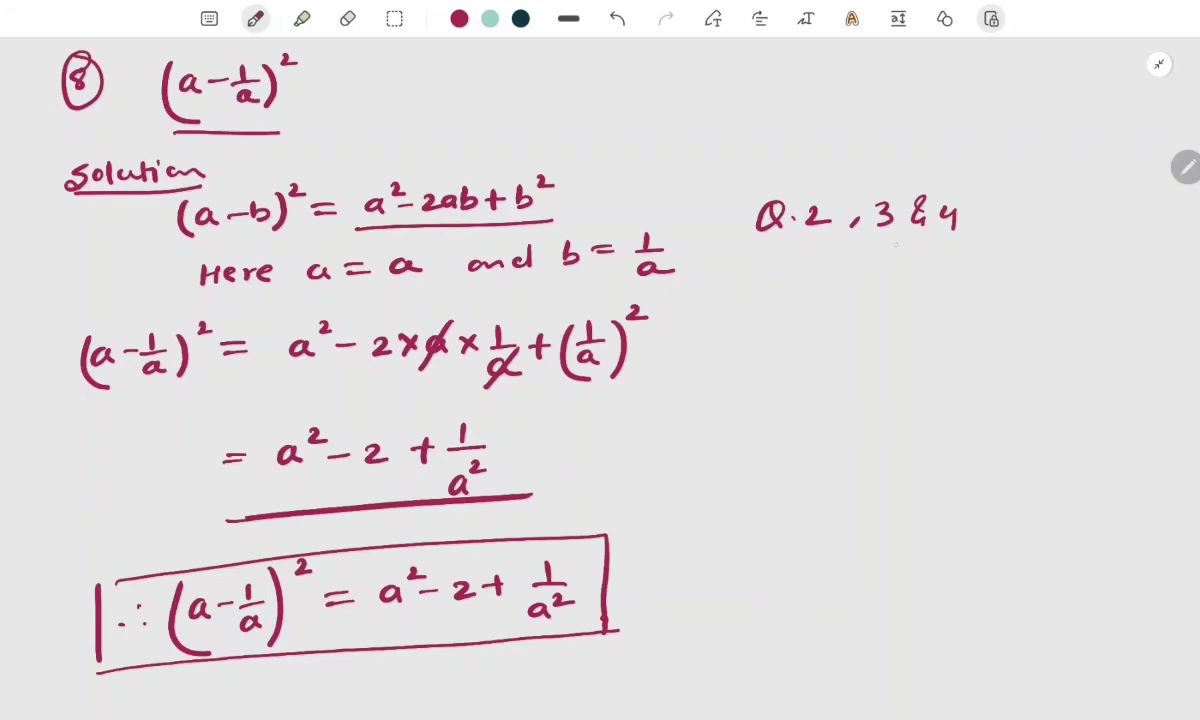 8 (a - 1/a)²
Solution
(a - b)² = a² - 2ab + b²
Here a = a and b = 1/a
(a - 1/a)² = a² - 2 × a × 1/a + (1/a)²
= a² - 2 + 1/a²
∴ (a - 1/a)² = a² - 2 + 1/a²
Q. 2 , 3 & 4